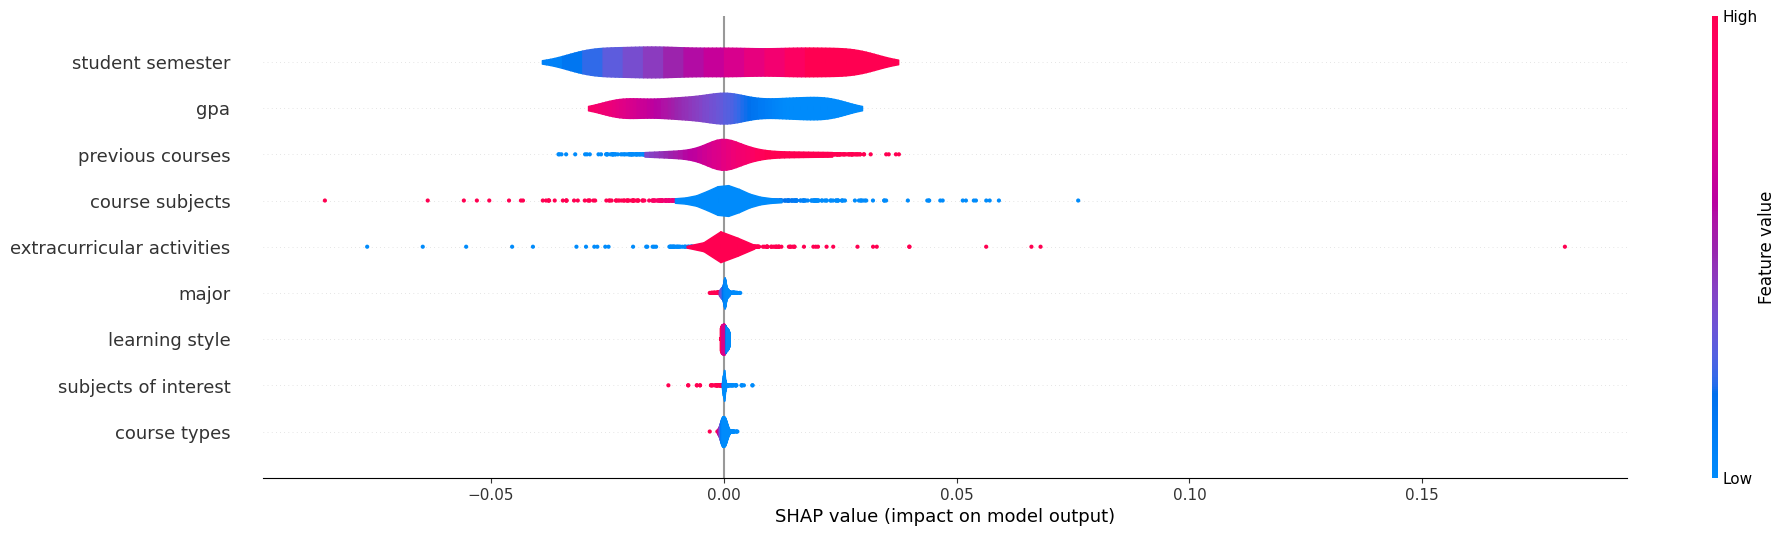 High
student semester
gpa
previous courses
course subjects
extracurricular activities
major
learning style
subjects of interest
course types
Feature value
Low
−0.05 0.00 0.05 0.10 0.15
SHAP value (impact on model output)